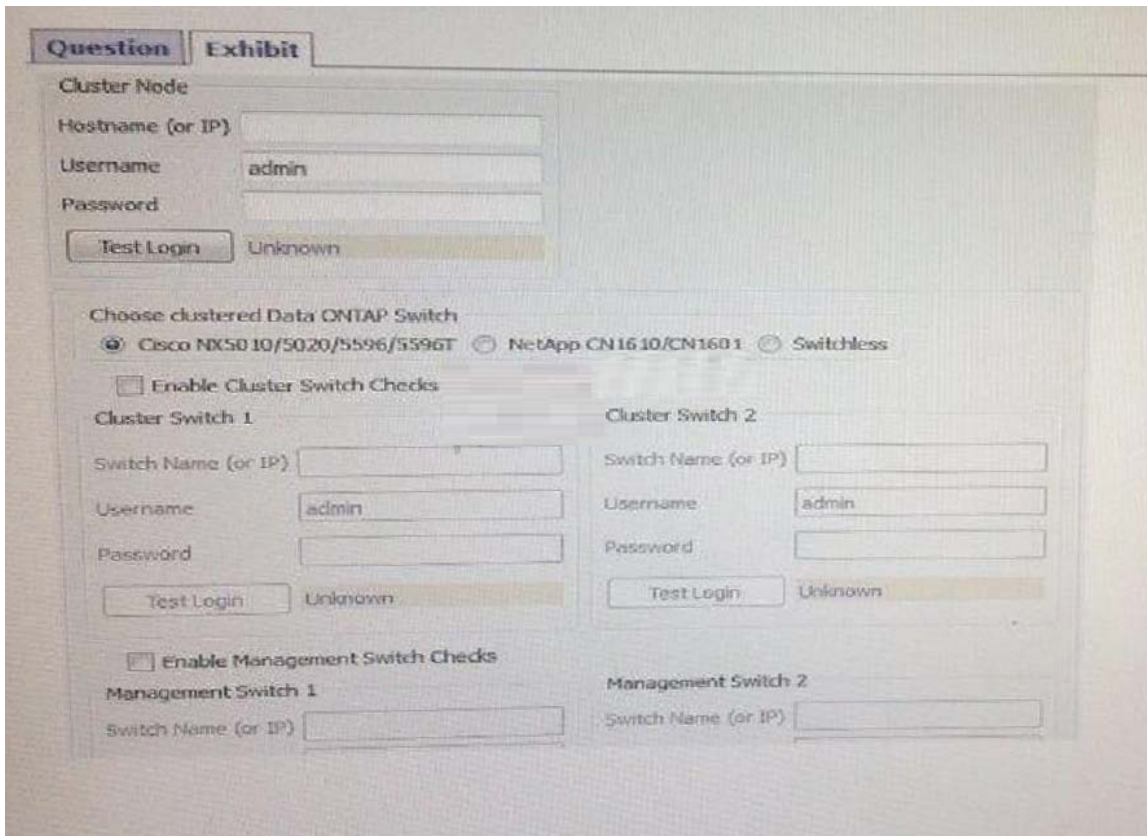 Question Exhibit
Cluster Node
Hostname (or IP)
Username admin
Password
Test Login Unknown
Choose clustered Data ONTAP Switch
Cisco NX5010/5020/5596/5596T NetApp CN1610/CN1601 Switchless
Enable Cluster Switch Checks
Cluster Switch 1
Switch Name (or IP)
Username admin
Password
Test Login Unknown
Cluster Switch 2
Switch Name (or IP)
Username admin
Password
Test Login Unknown
Enable Management Switch Checks
Management Switch 1
Switch Name (or IP)
Management Switch 2
Switch Name (or IP)